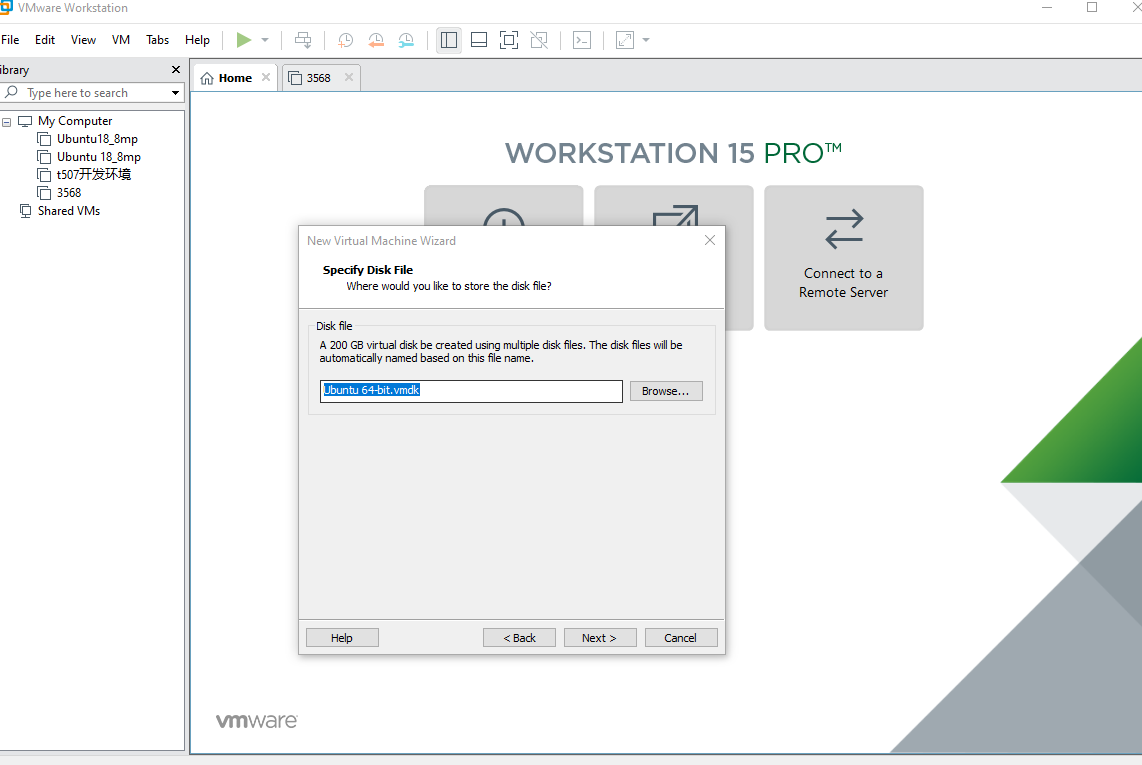 VMware Workstation
File Edit View VM Tabs Help
ibrary
Type here to search
My Computer
Ubuntu18_8mp
Ubuntu 18_8mp
t507开发环境
3568
Shared VMs
Home 3568
WORKSTATION 15 PRO™
Connect to a
Remote Server
New Virtual Machine Wizard
Specify Disk File
Where would you like to store the disk file?
Disk file
A 200 GB virtual disk be created using multiple disk files. The disk files will be
automatically named based on this file name.
Ubuntu 64-bit.vmdk Browse...
Help < Back Next > Cancel
vmware